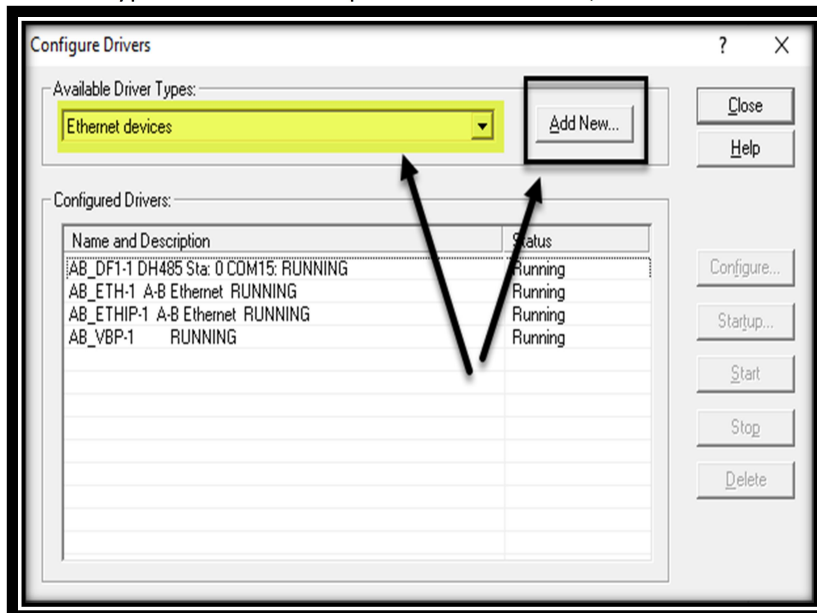 Configure Drivers ? X
Available Driver Types:
Ethernet devices Add New...
Close
Help
Configured Drivers:
Name and Description Status
AB_DF1-1 DH485 Sta: 0 COM15: RUNNING Running
AB_ETH-1 A-B Ethernet RUNNING Running
AB_ETHIP-1 A-B Ethernet RUNNING Running
AB_VBP-1 RUNNING Running
Configure...
Startup...
Start
Stop
Delete